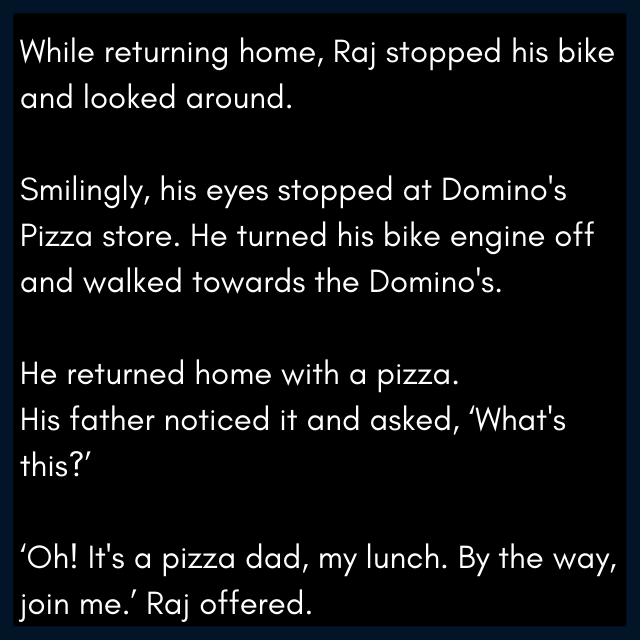 While returning home, Raj stopped his bike
and looked around.
Smilingly, his eyes stopped at Domino's
Pizza store. He turned his bike engine off
and walked towards the Domino's.
He returned home with a pizza.
His father noticed it and asked, ‘What's
this?’
‘Oh! It's a pizza dad, my lunch. By the way,
join me.’ Raj offered.